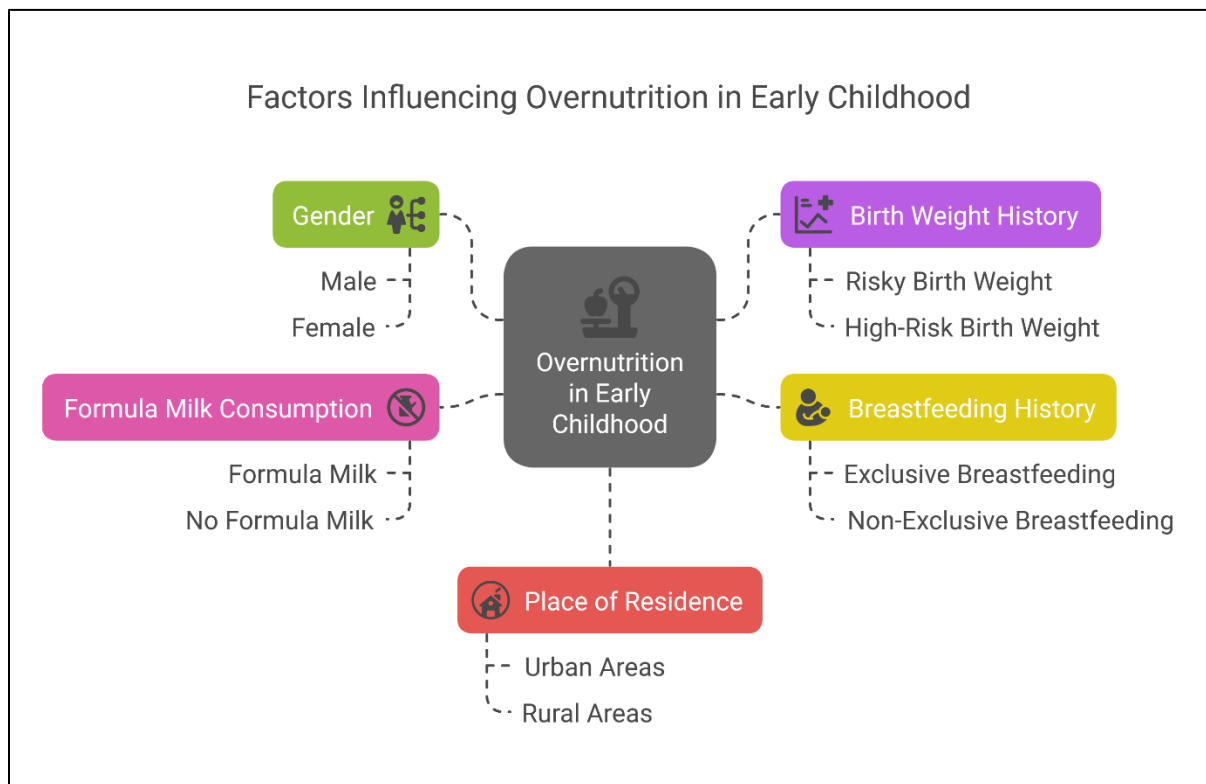 Factors Influencing Overnutrition in Early Childhood
Gender
Male
Female
Formula Milk Consumption
Formula Milk
No Formula Milk
Overnutrition
in Early
Childhood
Birth Weight History
Risky Birth Weight
High-Risk Birth Weight
Breastfeeding History
Exclusive Breastfeeding
Non-Exclusive Breastfeeding
Place of Residence
Urban Areas
Rural Areas